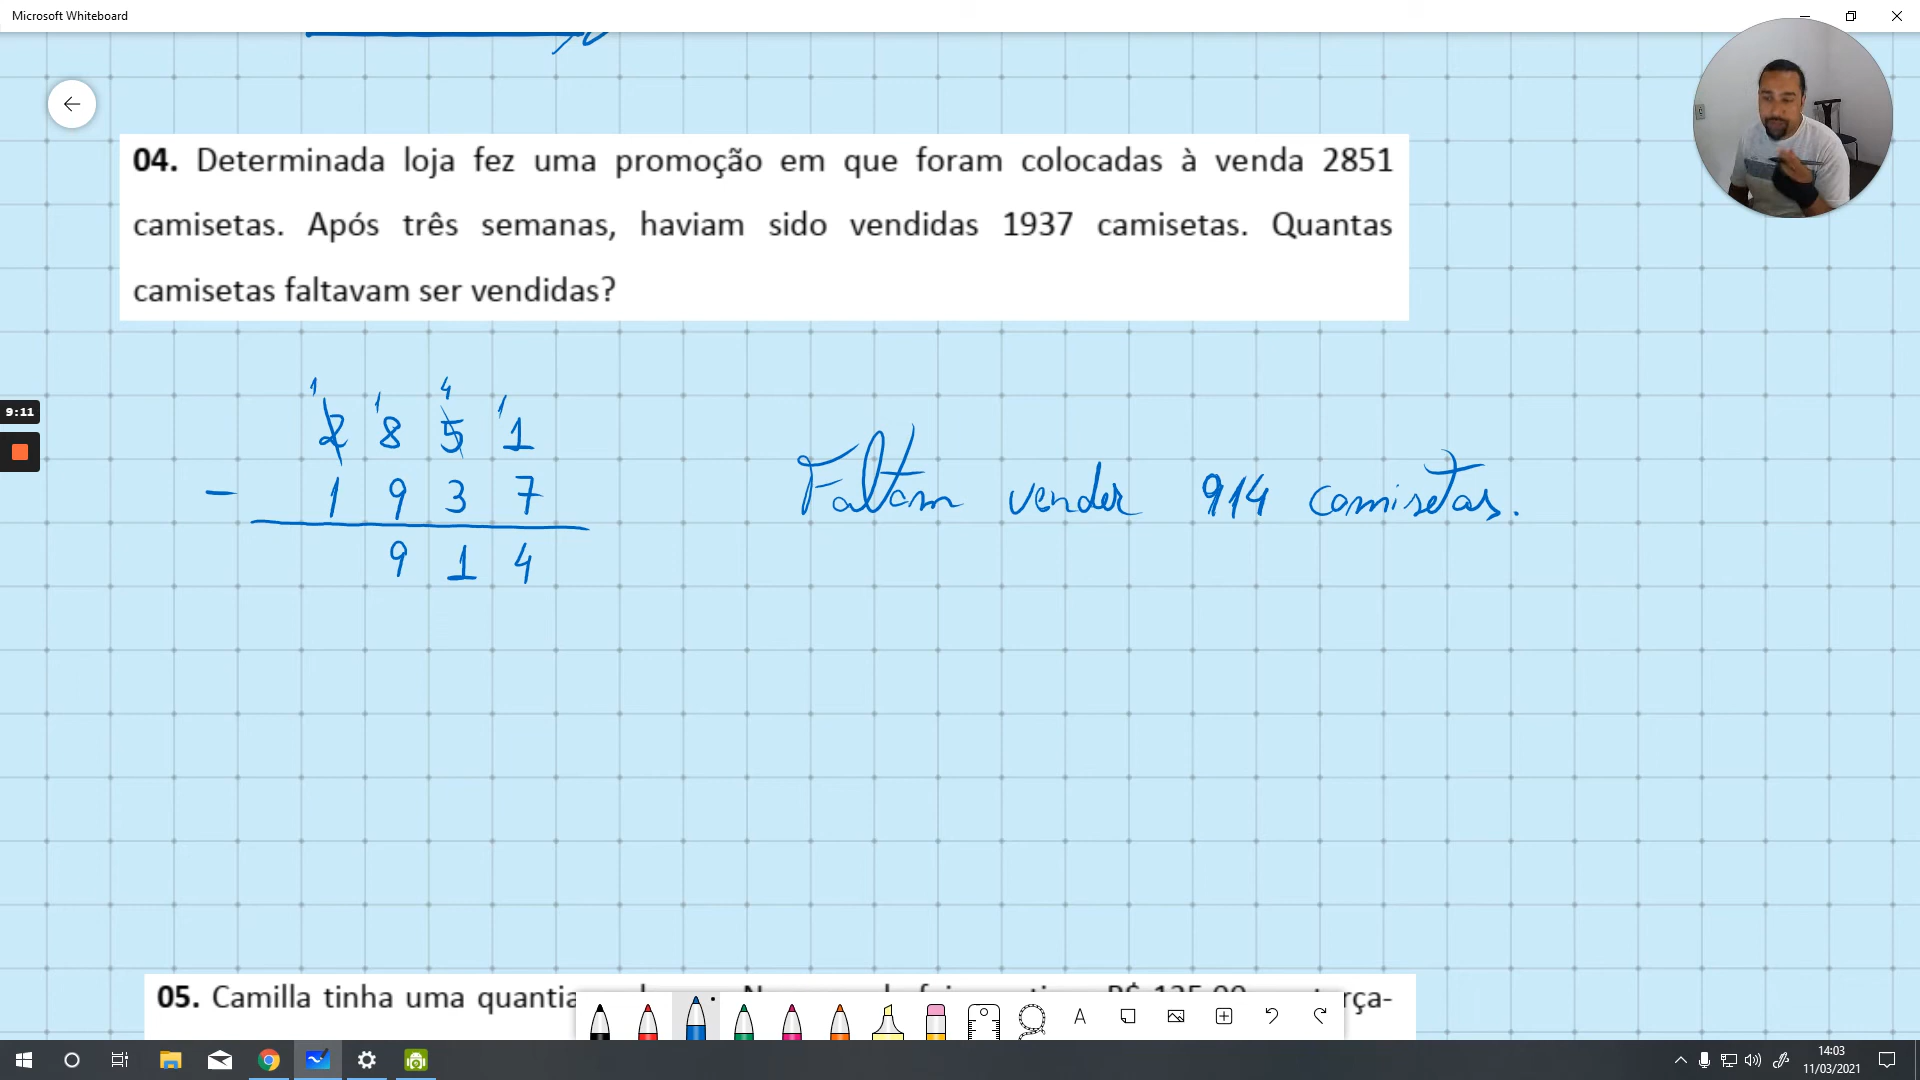 Microsoft Whiteboard
04. Determinada loja fez uma promoção em que foram colocadas à venda 2851
camisetas. Após três semanas, haviam sido vendidas 1937 camisetas. Quantas
camisetas faltavam ser vendidas?
1 1 4 1
2 8 5 1
- 1 9 3 7
9 1 4
Faltam vender 914 camisetas.
9:11
05. Camilla tinha uma quantia
A
14:03
11/03/2021